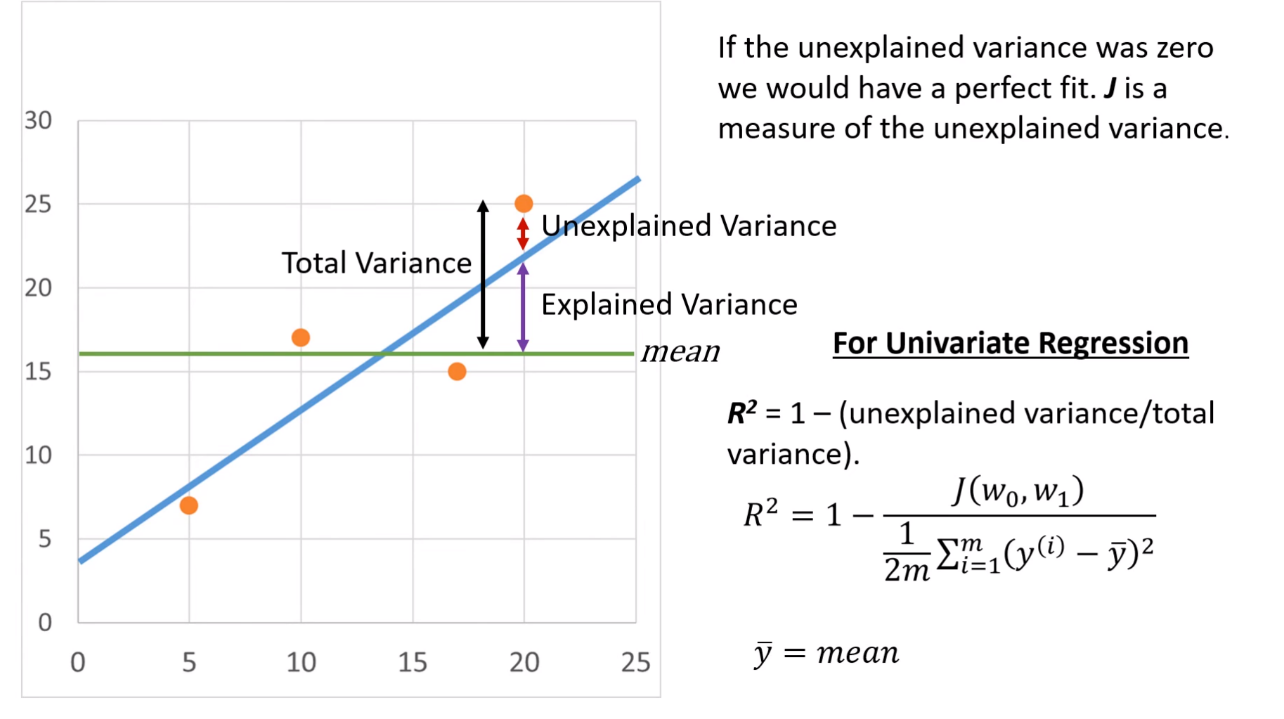 If the unexplained variance was zero
we would have a perfect fit. J is a
measure of the unexplained variance.
30
25
20
15
10
5
0
0 5 10 15 20 25
Unexplained Variance
Total Variance
Explained Variance
mean
For Univariate Regression
R² = 1 – (unexplained variance/total
variance).
R² = 1 − J(w₀, w₁) / (1/2m ∑ᵢ₌₁ᵐ (y⁽ⁱ⁾ − ȳ)²)
ȳ = mean